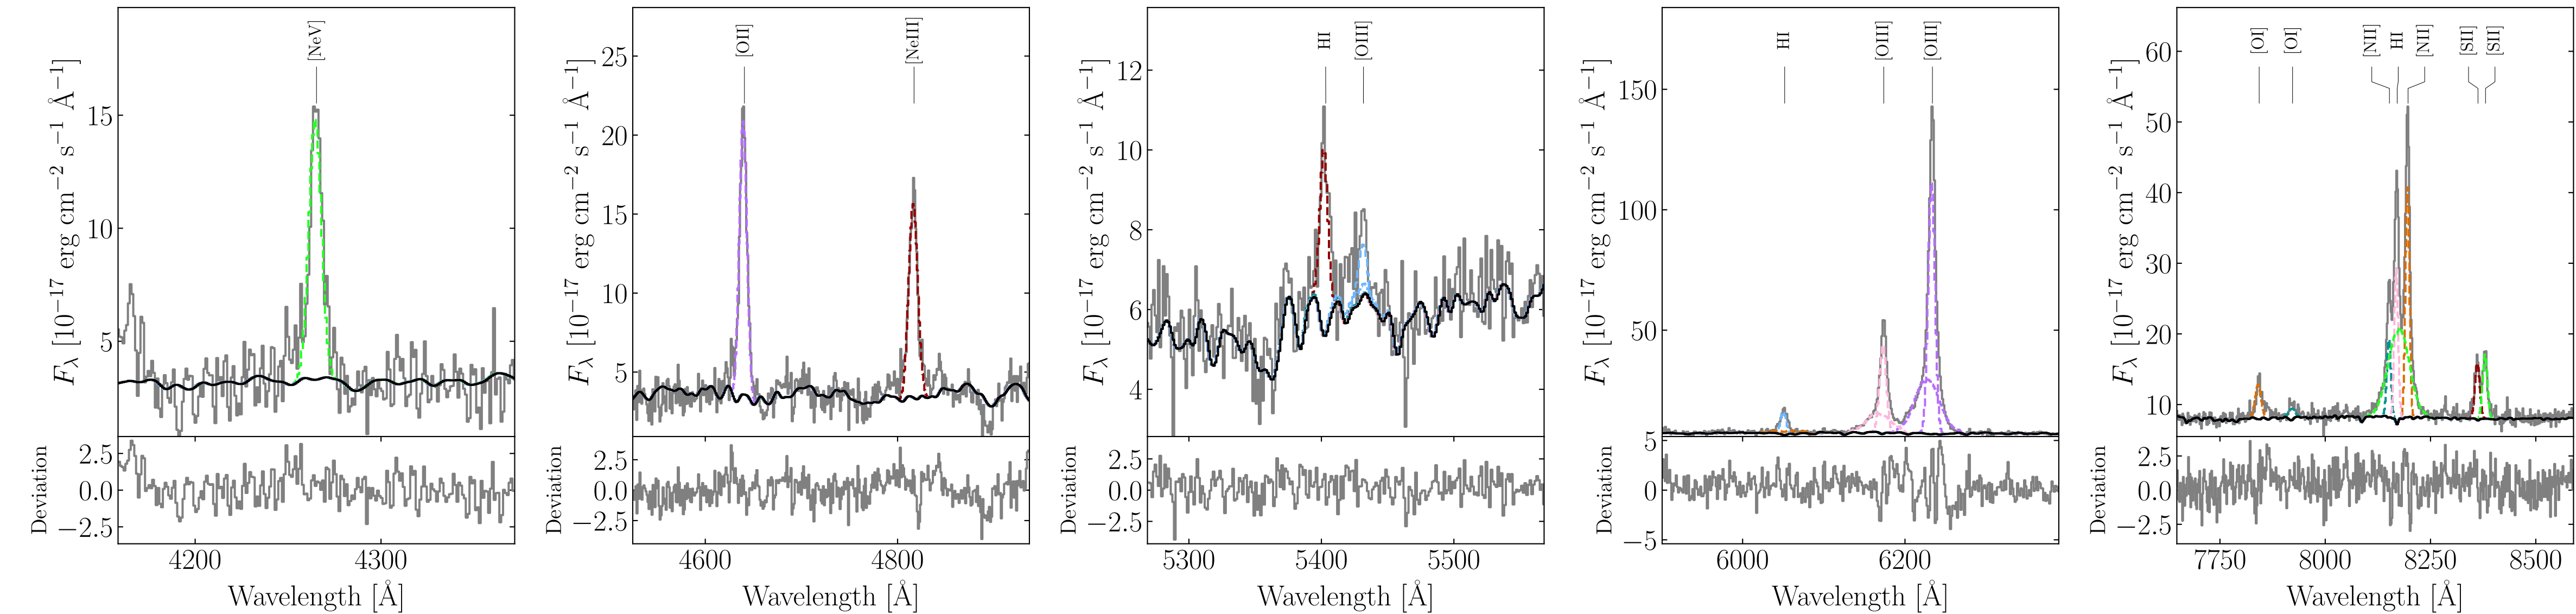 [NeV]
15
10
5
F_λ [10^−17 erg cm^−2 s^−1 Å^−1]
2.5
0.0
−2.5
Deviation
4200 4300
Wavelength [Å]
[OII] [NeIII]
25
20
15
10
5
F_λ [10^−17 erg cm^−2 s^−1 Å^−1]
2.5
0.0
−2.5
Deviation
4600 4800
Wavelength [Å]
HI [OIII]
12
10
8
6
4
F_λ [10^−17 erg cm^−2 s^−1 Å^−1]
2.5
0.0
−2.5
Deviation
5300 5400 5500
Wavelength [Å]
HI [OIII] [OIII]
150
100
50
F_λ [10^−17 erg cm^−2 s^−1 Å^−1]
5
0
−5
Deviation
6000 6200
Wavelength [Å]
[OI] [OI] [NII] HI [NII] [SII] [SII]
60
50
40
30
20
10
F_λ [10^−17 erg cm^−2 s^−1 Å^−1]
2.5
0.0
−2.5
Deviation
7750 8000 8250 8500
Wavelength [Å]